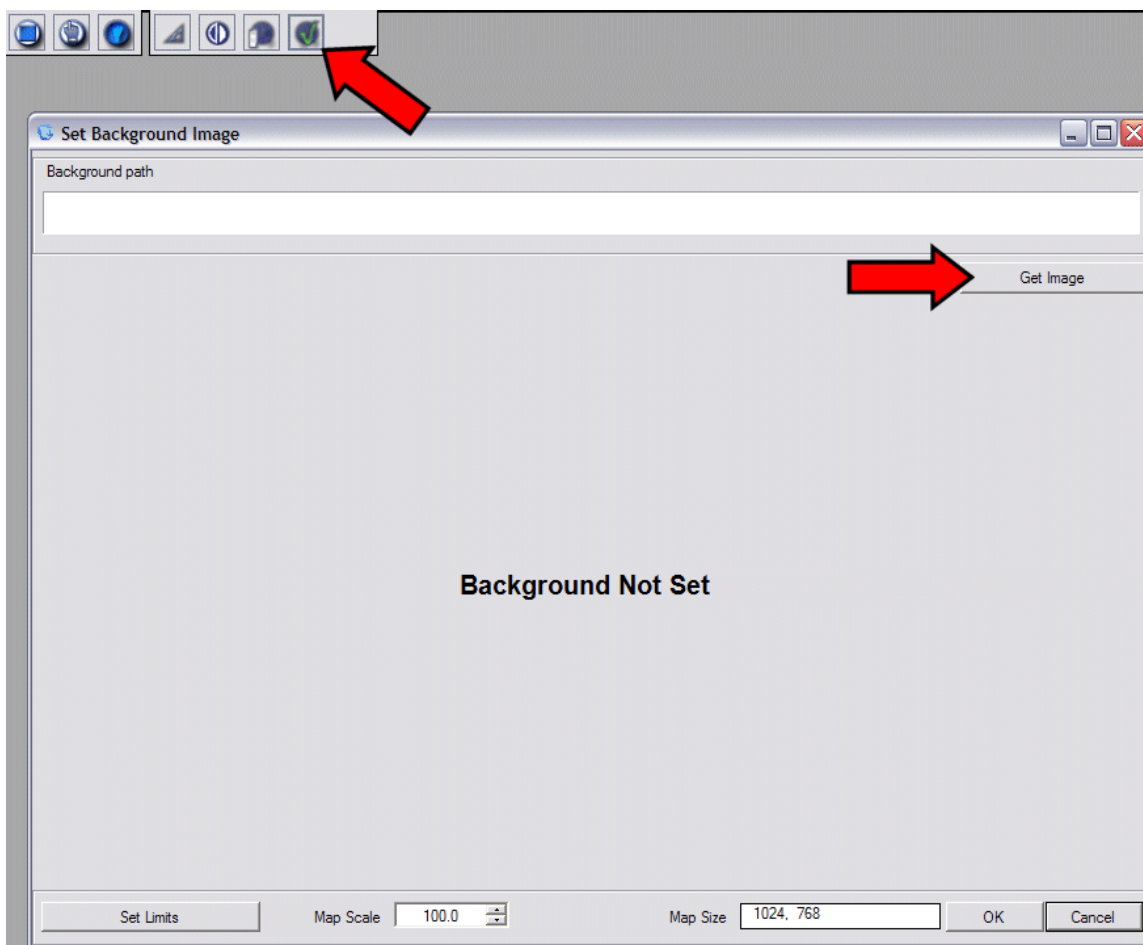 Set Background Image
Background path
Get Image
Background Not Set
Set Limits Map Scale 100.0 Map Size 1024, 768 OK Cancel